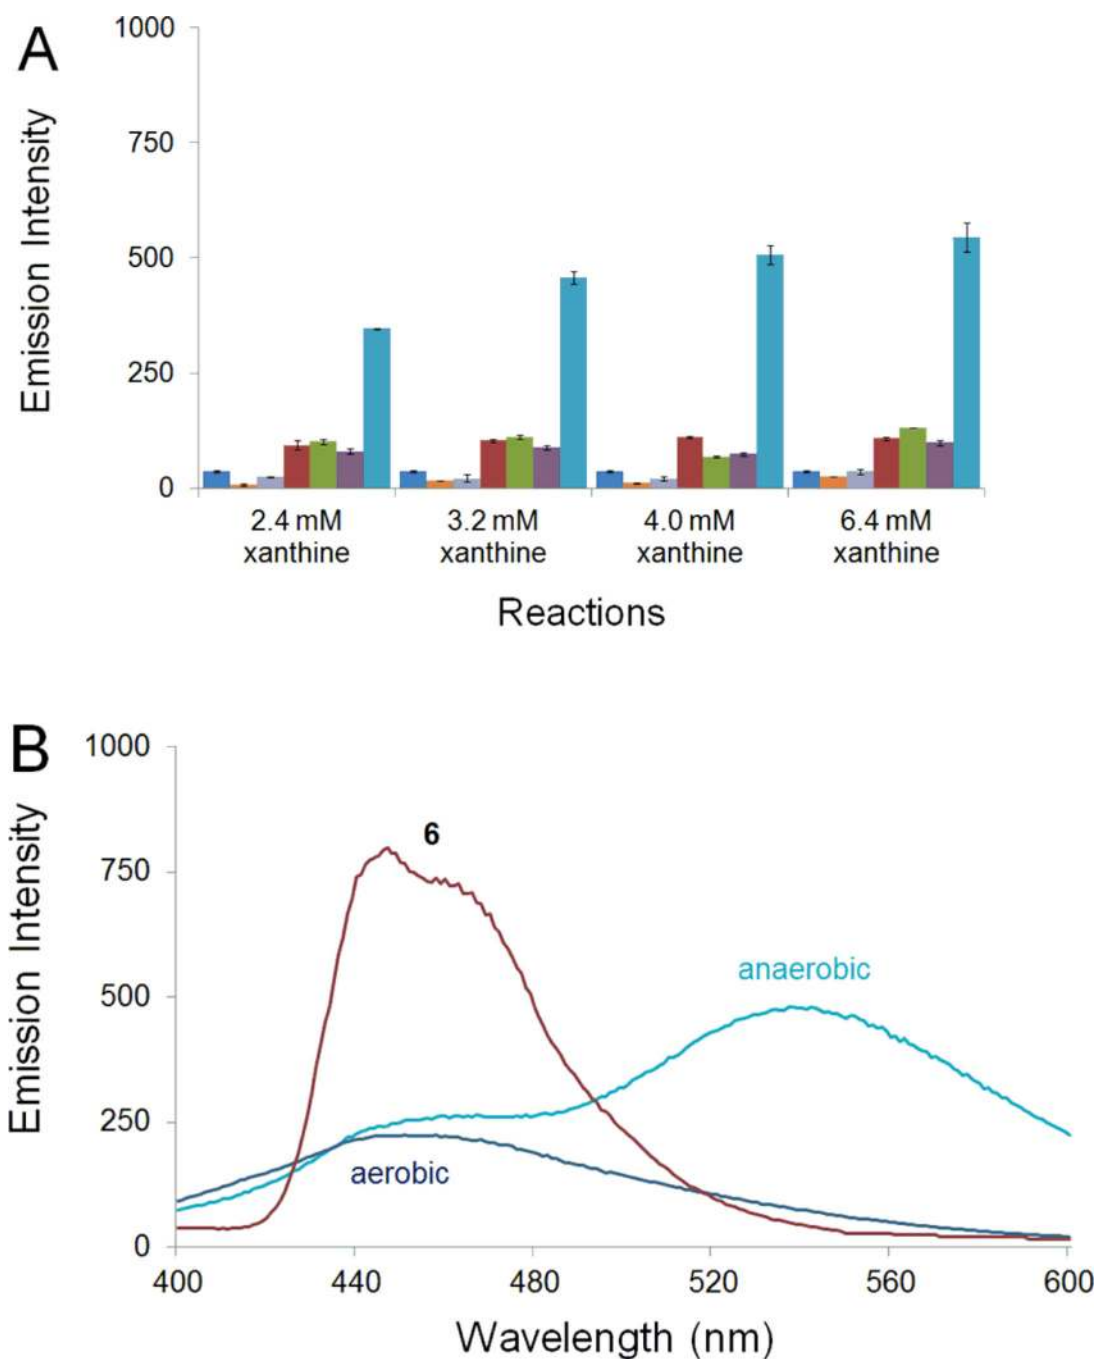 A
Emission Intensity
1000
750
500
250
0
2.4 mM
xanthine
3.2 mM
xanthine
4.0 mM
xanthine
6.4 mM
xanthine
Reactions
B
Emission Intensity
1000
750
500
250
0
6
anaerobic
aerobic
400 440 480 520 560 600
Wavelength (nm)